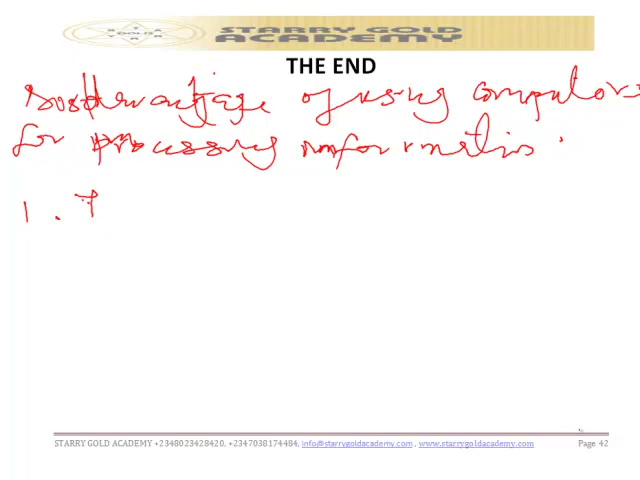 STARRY GOLD
ACADEMY
THE END
Disadvantage of using computers
for processing information.
1.
STARRY GOLD ACADEMY +2348023428420, +2347038174484, info@starrygoldacademy.com , www.starrygoldacademy.com Page 42